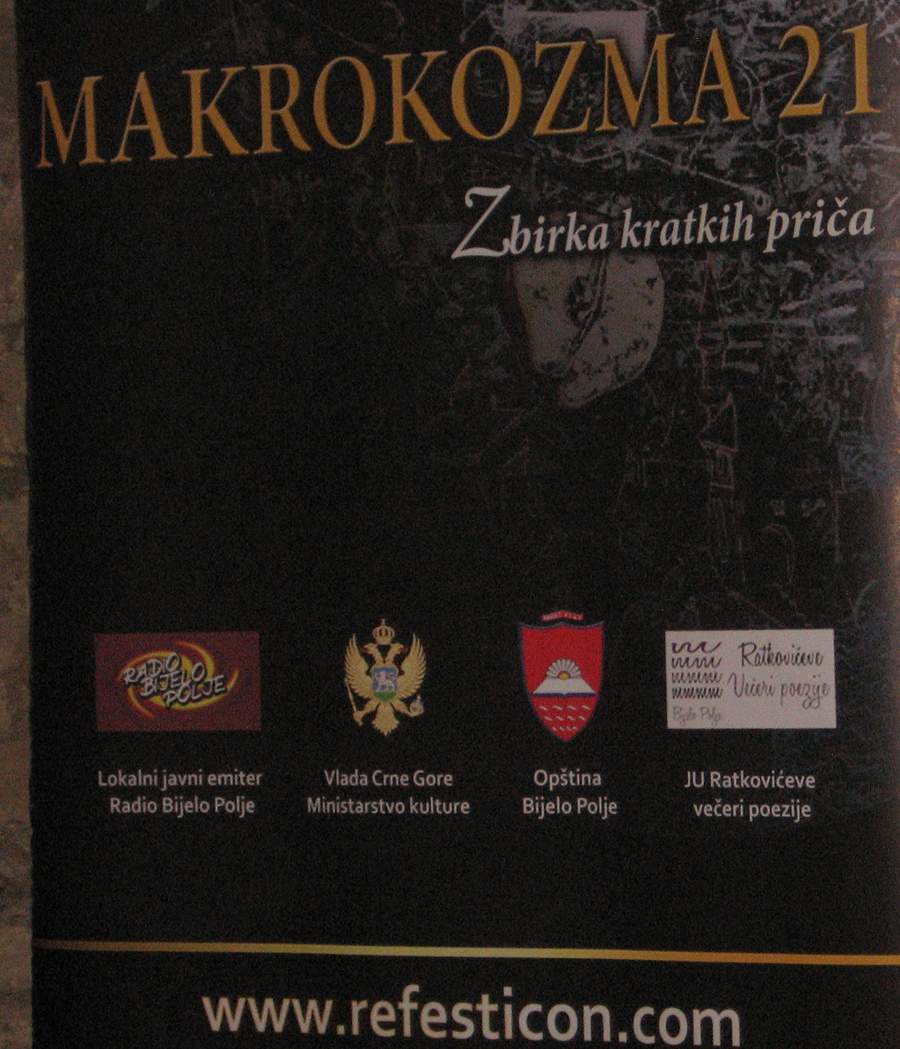 MAKROKOZMA 21
Zbirka kratkih priča
RADIO
BIJELO
POLJE
Ratkovićeve
Večeri poezije
Bijelo Polje
Lokalni javni emiter
Radio Bijelo Polje
Vlada Crne Gore
Ministarstvo kulture
Opština
Bijelo Polje
JU Ratkovićeve
večeri poezije
www.refesticon.com